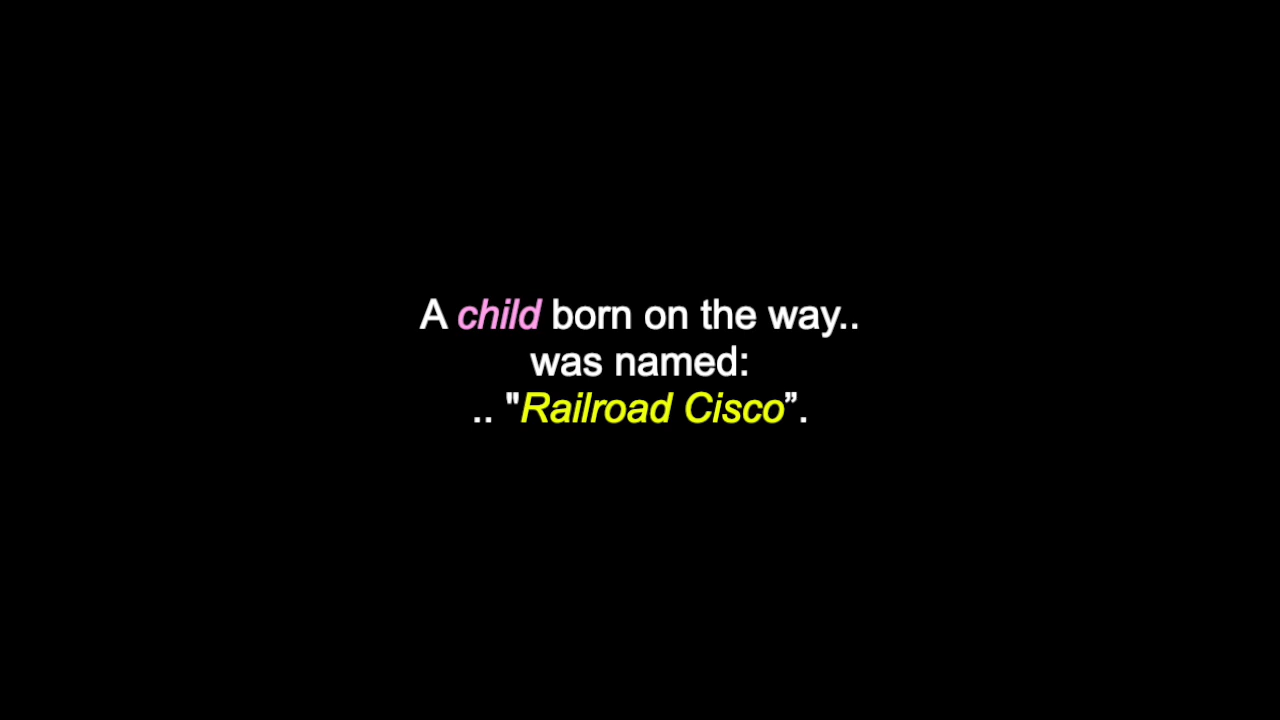 A child born on the way..
was named:
.. "Railroad Cisco”.